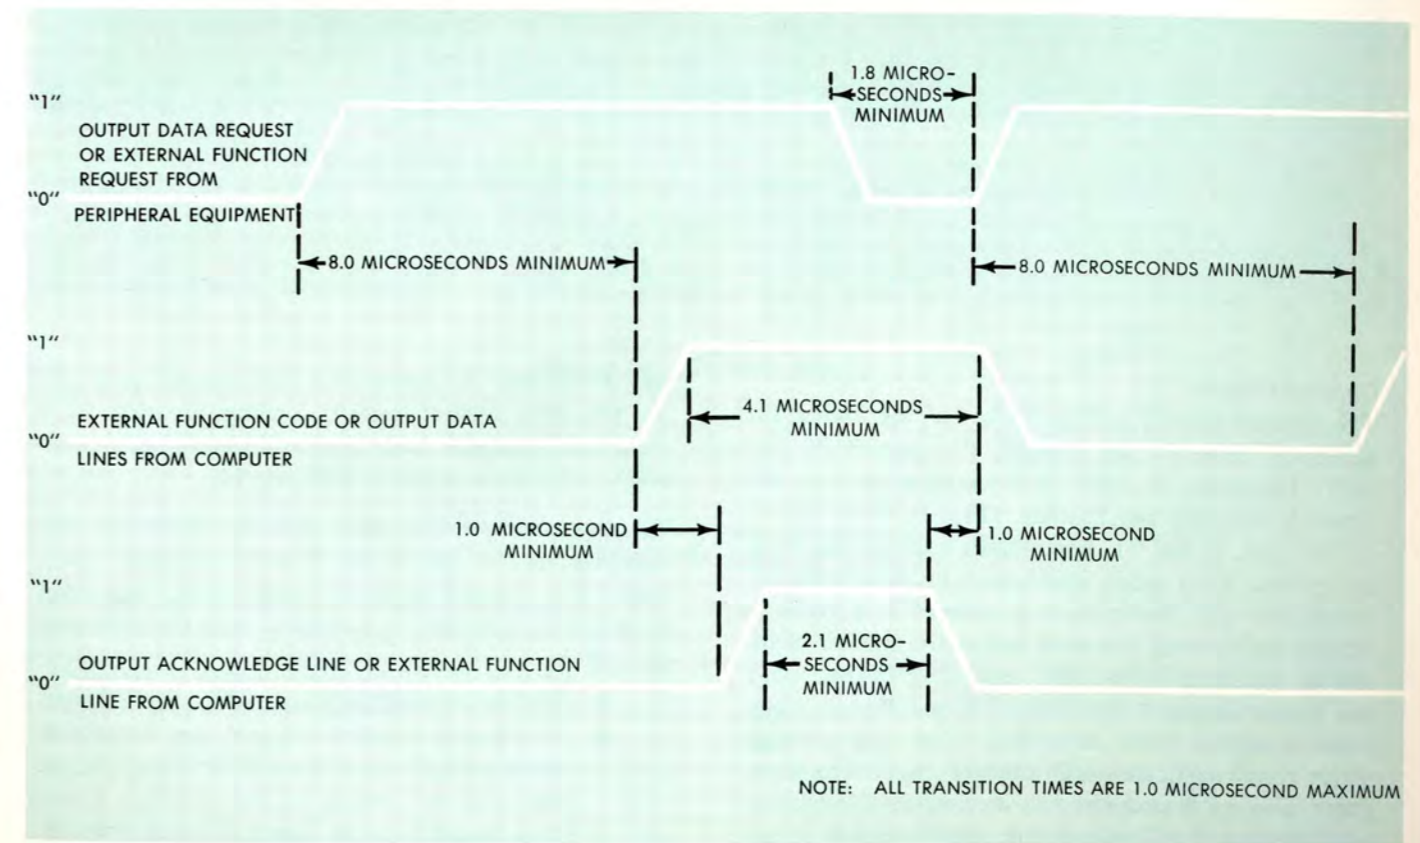 1.8 MICRO-
SECONDS
MINIMUM
"1"
OUTPUT DATA REQUEST
OR EXTERNAL FUNCTION
REQUEST FROM
"0"
PERIPHERAL EQUIPMENT
8.0 MICROSECONDS MINIMUM
8.0 MICROSECONDS MINIMUM
"1"
4.1 MICROSECONDS
MINIMUM
EXTERNAL FUNCTION CODE OR OUTPUT DATA
"0"
LINES FROM COMPUTER
1.0 MICROSECOND
MINIMUM
1.0 MICROSECOND
MINIMUM
"1"
2.1 MICRO-
SECONDS
MINIMUM
OUTPUT ACKNOWLEDGE LINE OR EXTERNAL FUNCTION
"0"
LINE FROM COMPUTER
NOTE: ALL TRANSITION TIMES ARE 1.0 MICROSECOND MAXIMUM